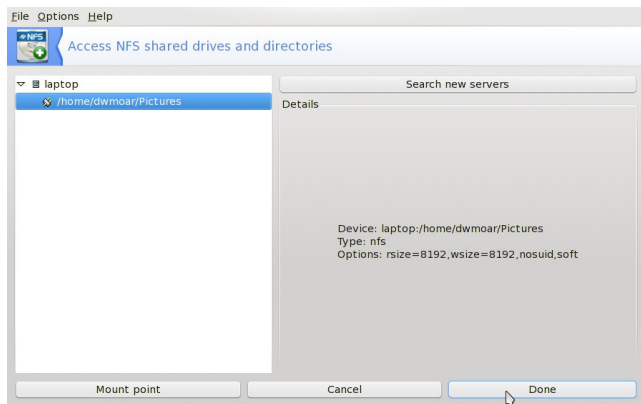 File Options Help
NFS
Access NFS shared drives and directories
laptop
/home/dwmoar/Pictures
Search new servers
Details
Device: laptop:/home/dwmoar/Pictures
Type: nfs
Options: rsize=8192,wsize=8192,nosuid,soft
Mount point
Cancel
Done